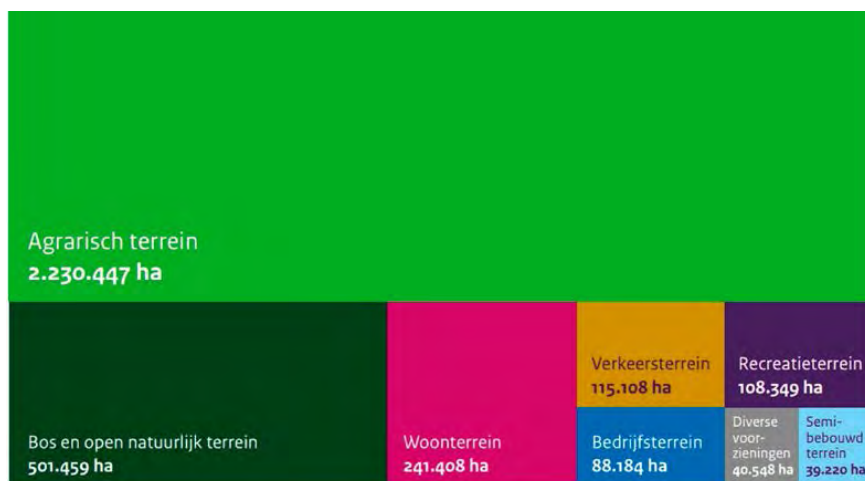 Agrarisch terrein
2.230.447 ha
Bos en open natuurlijk terrein
501.459 ha
Woonterrein
241.408 ha
Verkeersterrein
115.108 ha
Recreatieterrein
108.349 ha
Bedrijfsterrein
88.184 ha
Diverse
voor-
zieningen
40.548 ha
Semi-
bebouwd
terrein
39.220 ha